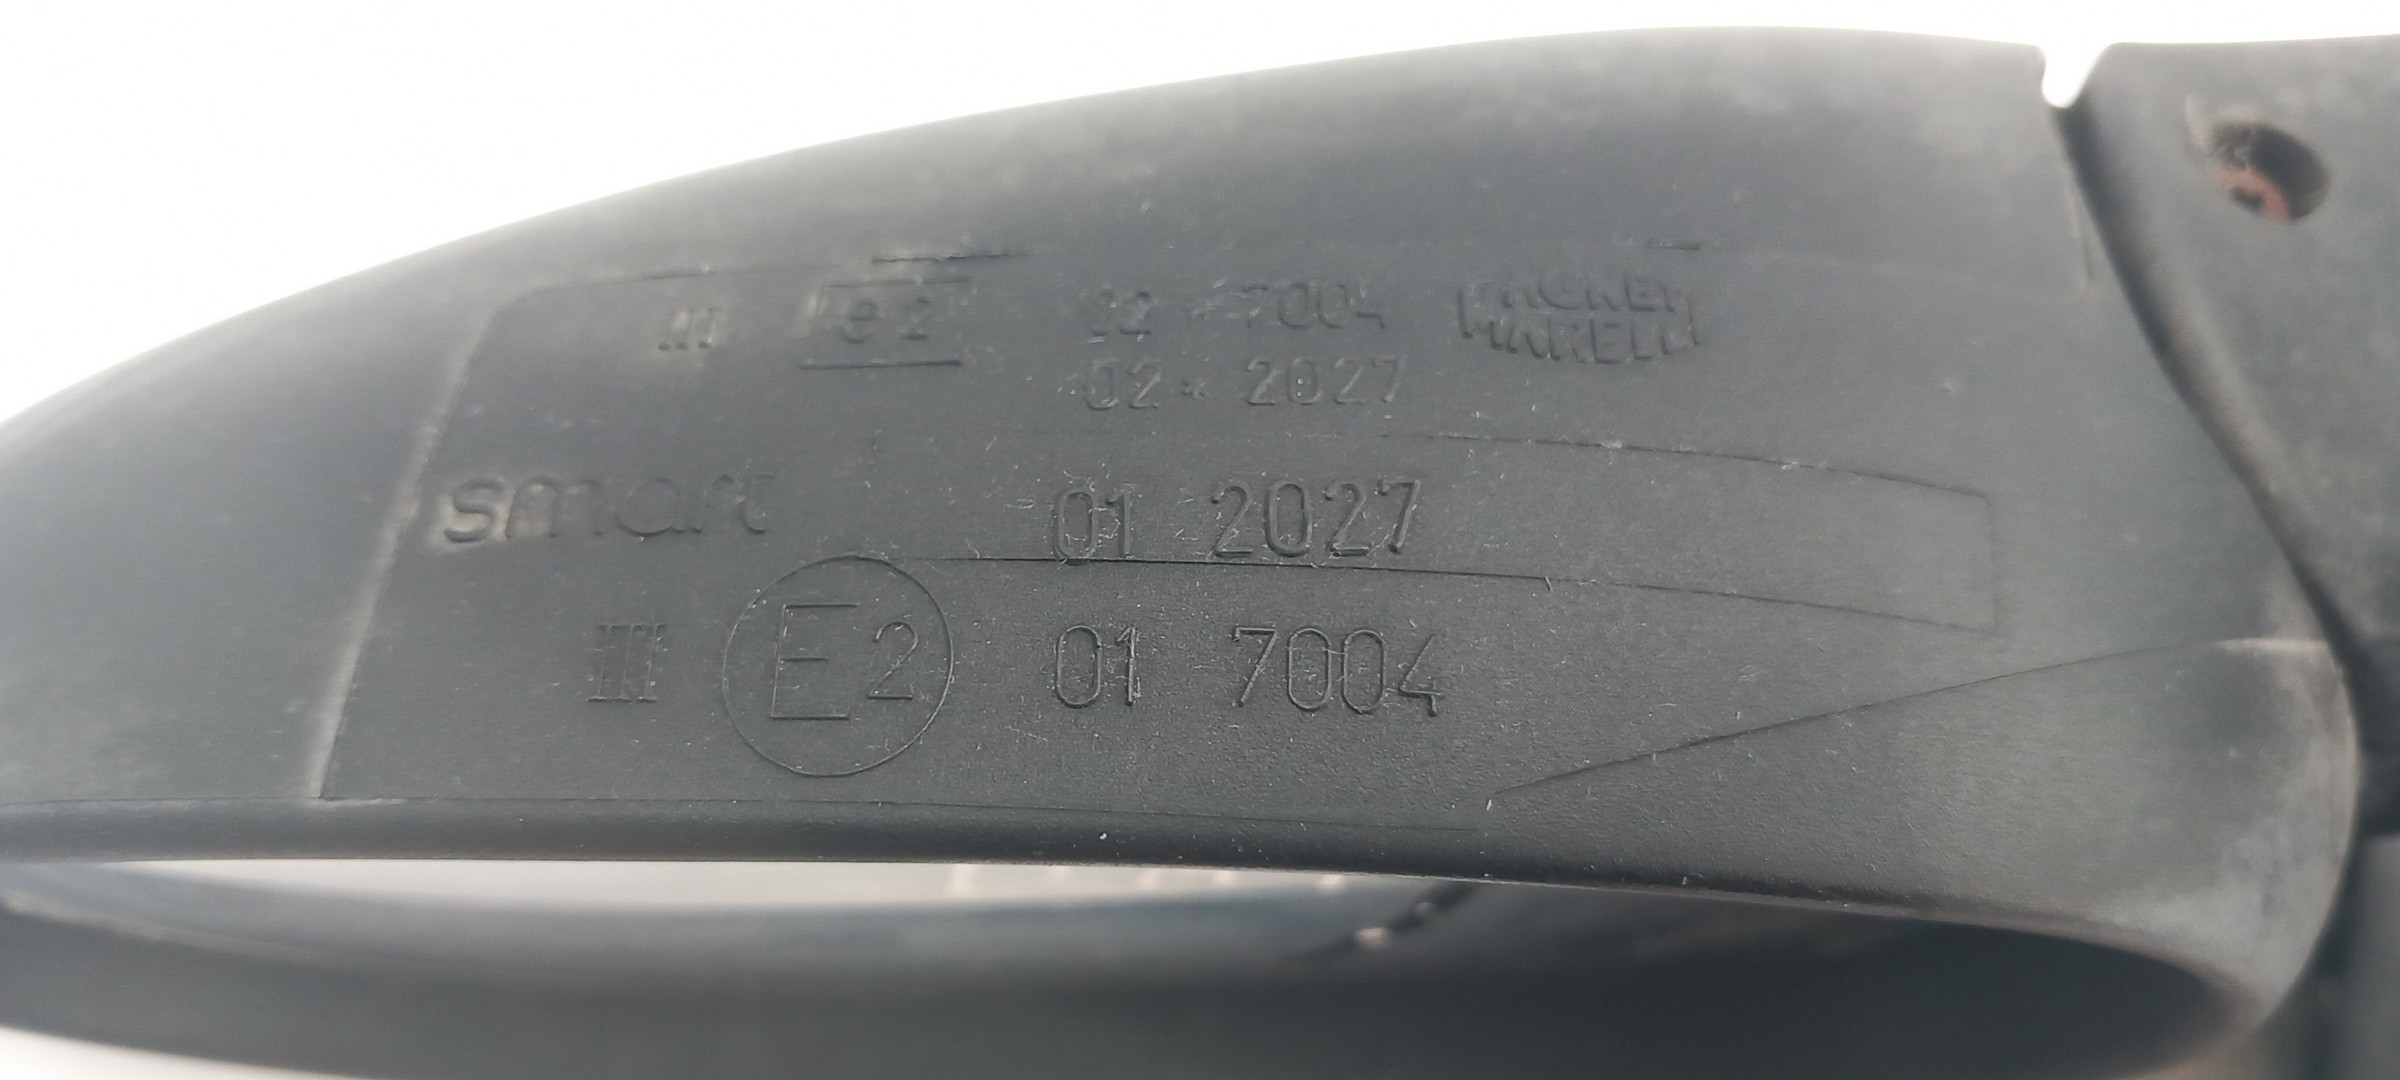 III e2 02 * 7004 MAGNETI MARELLI
02 * 2027
smart 01 2027
III E2 01 7004